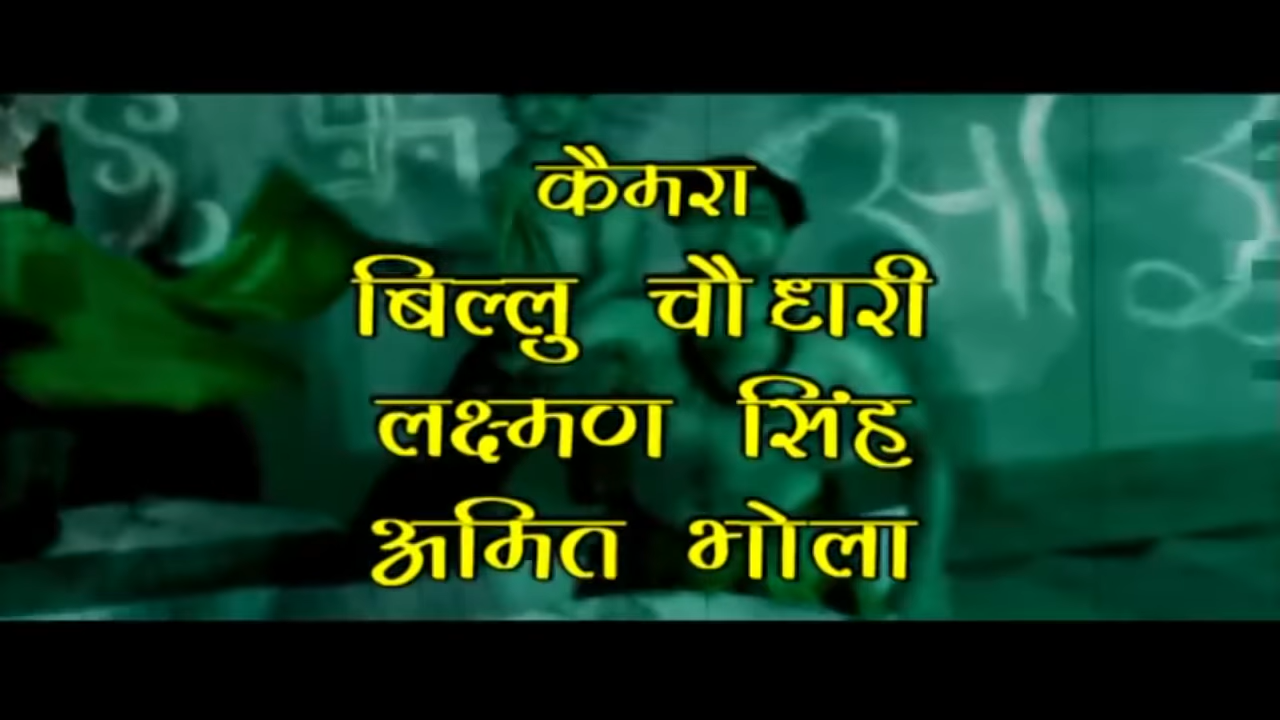 कैमरा
बिल्लु चौधरी
लक्ष्मण सिंह
अमित भोला